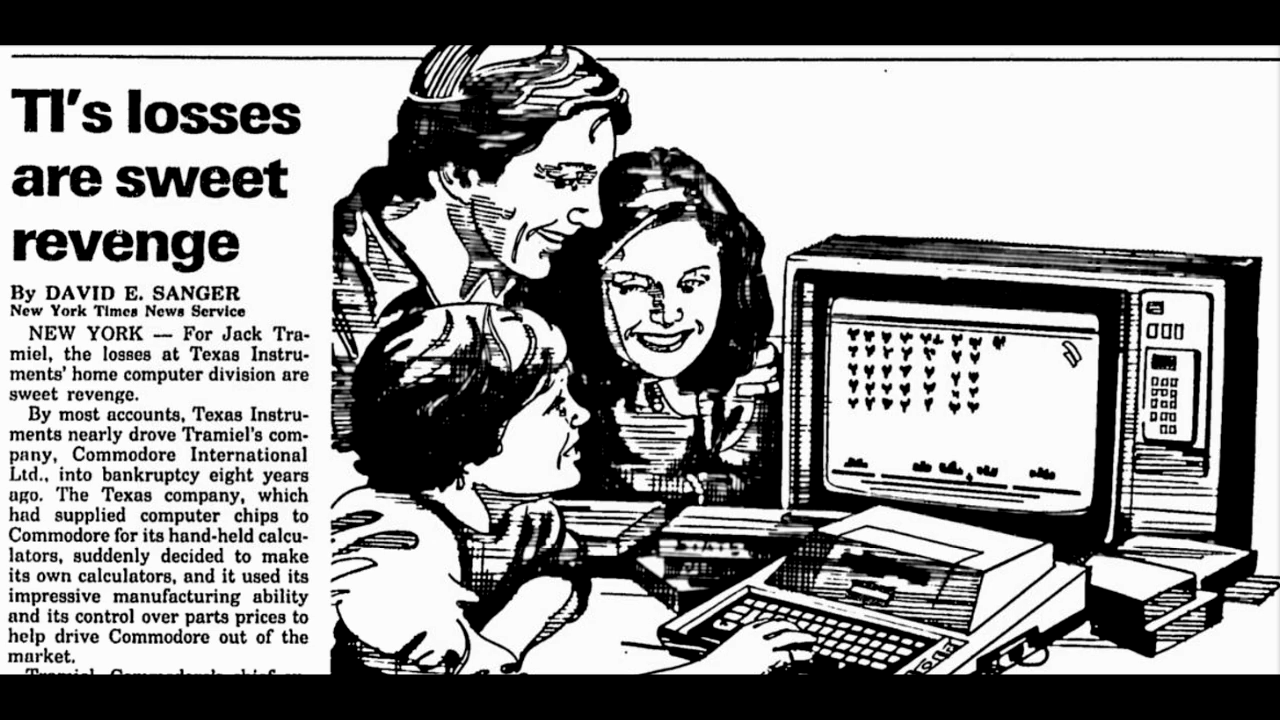 TI's losses
are sweet
revenge
By DAVID E. SANGER
New York Times News Service
NEW YORK — For Jack Tra-
miel, the losses at Texas Instru-
ments' home computer division are
sweet revenge.
By most accounts, Texas Instru-
ments nearly drove Tramiel's com-
pany, Commodore International
Ltd., into bankruptcy eight years
ago. The Texas company, which
had supplied computer chips to
Commodore for its hand-held calcu-
lators, suddenly decided to make
its own calculators, and it used its
impressive manufacturing ability
and its control over parts prices to
help drive Commodore out of the
market.
Tramiel, Commodore's chief ex-